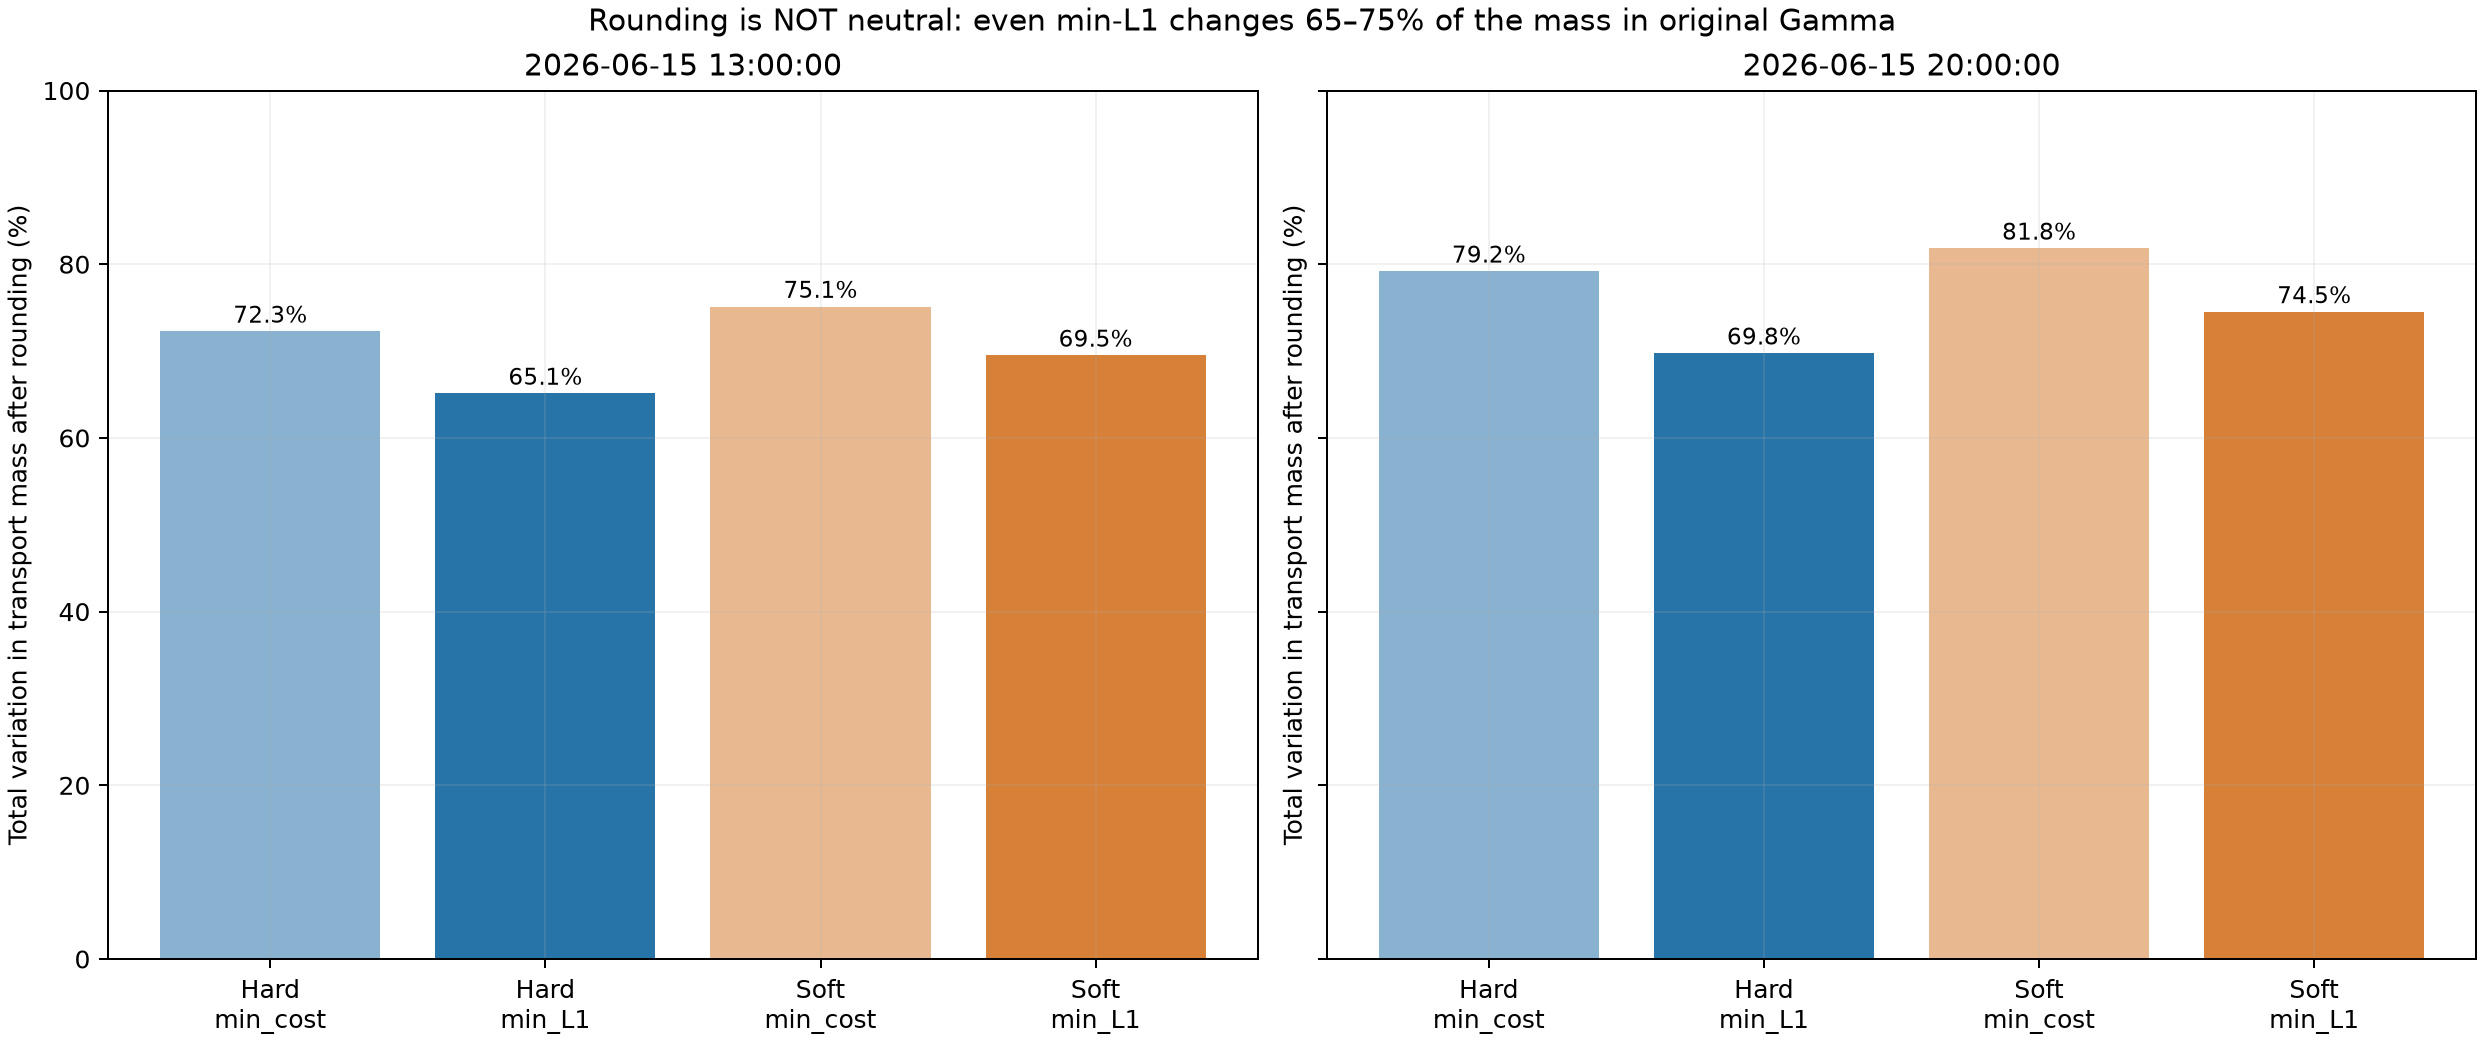 Rounding is NOT neutral: even min-L1 changes 65–75% of the mass in original Gamma
2026-06-15 13:00:00
Total variation in transport mass after rounding (%)
100
80
60
40
20
0
72.3%
65.1%
75.1%
69.5%
Hard
min_cost
Hard
min_L1
Soft
min_cost
Soft
min_L1
2026-06-15 20:00:00
Total variation in transport mass after rounding (%)
79.2%
69.8%
81.8%
74.5%
Hard
min_cost
Hard
min_L1
Soft
min_cost
Soft
min_L1